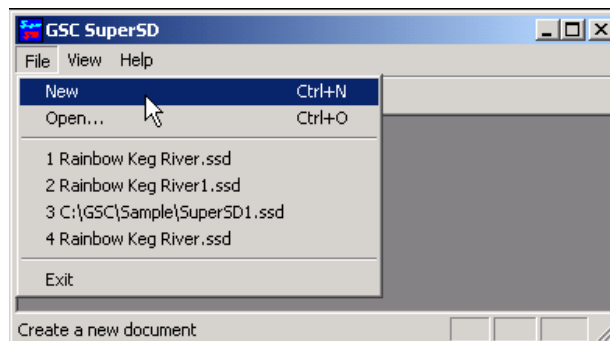 GSC SuperSD
File View Help
New Ctrl+N
Open... Ctrl+O
1 Rainbow Keg River.ssd
2 Rainbow Keg River1.ssd
3 C:\GSC\Sample\SuperSD1.ssd
4 Rainbow Keg River.ssd
Exit
Create a new document